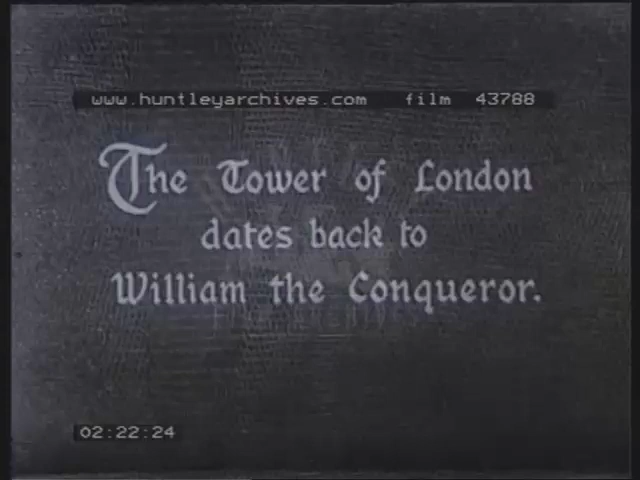 www.huntleyarchives.com film 43788
The Tower of London
dates back to
William the Conqueror.
02:22:24